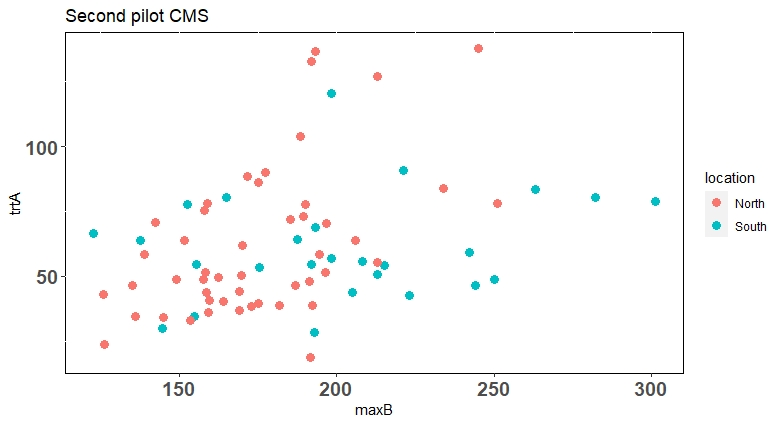 Second pilot CMS
100
50
trtA
150 200 250 300
maxB
location
North
South